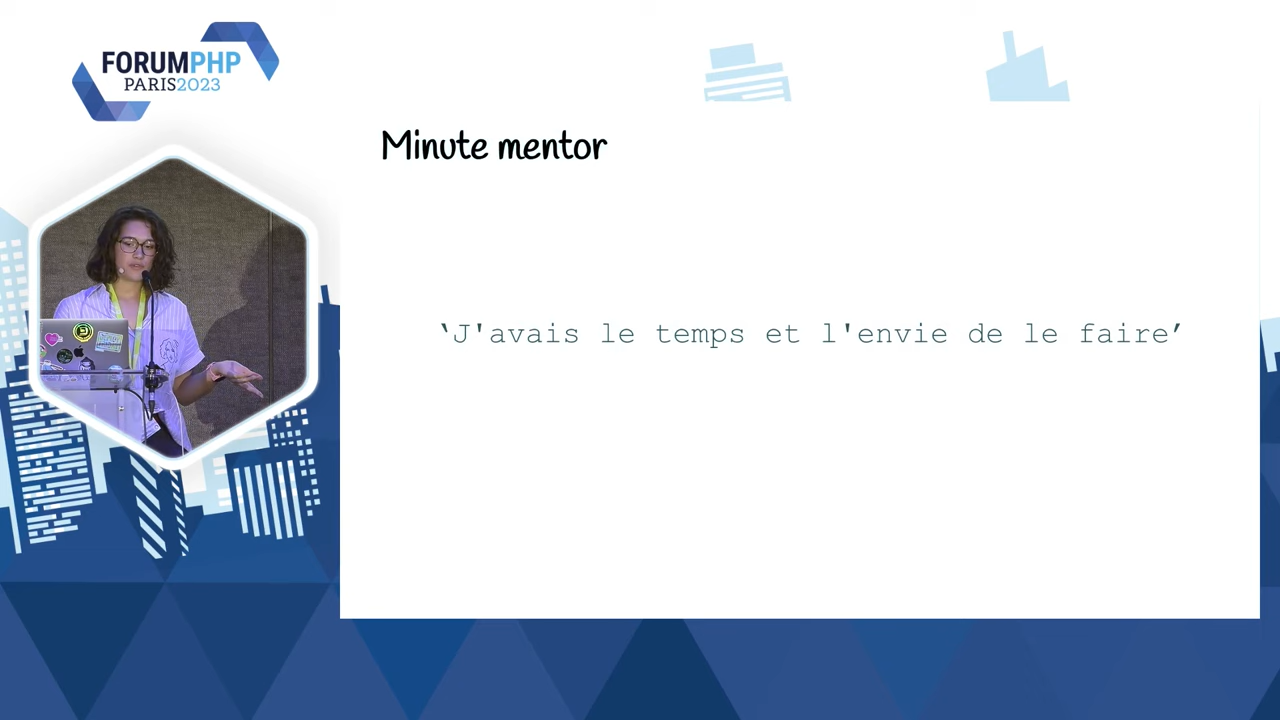 FORUMPHP
PARIS2023
Minute mentor
‘J'avais le temps et l'envie de le faire’